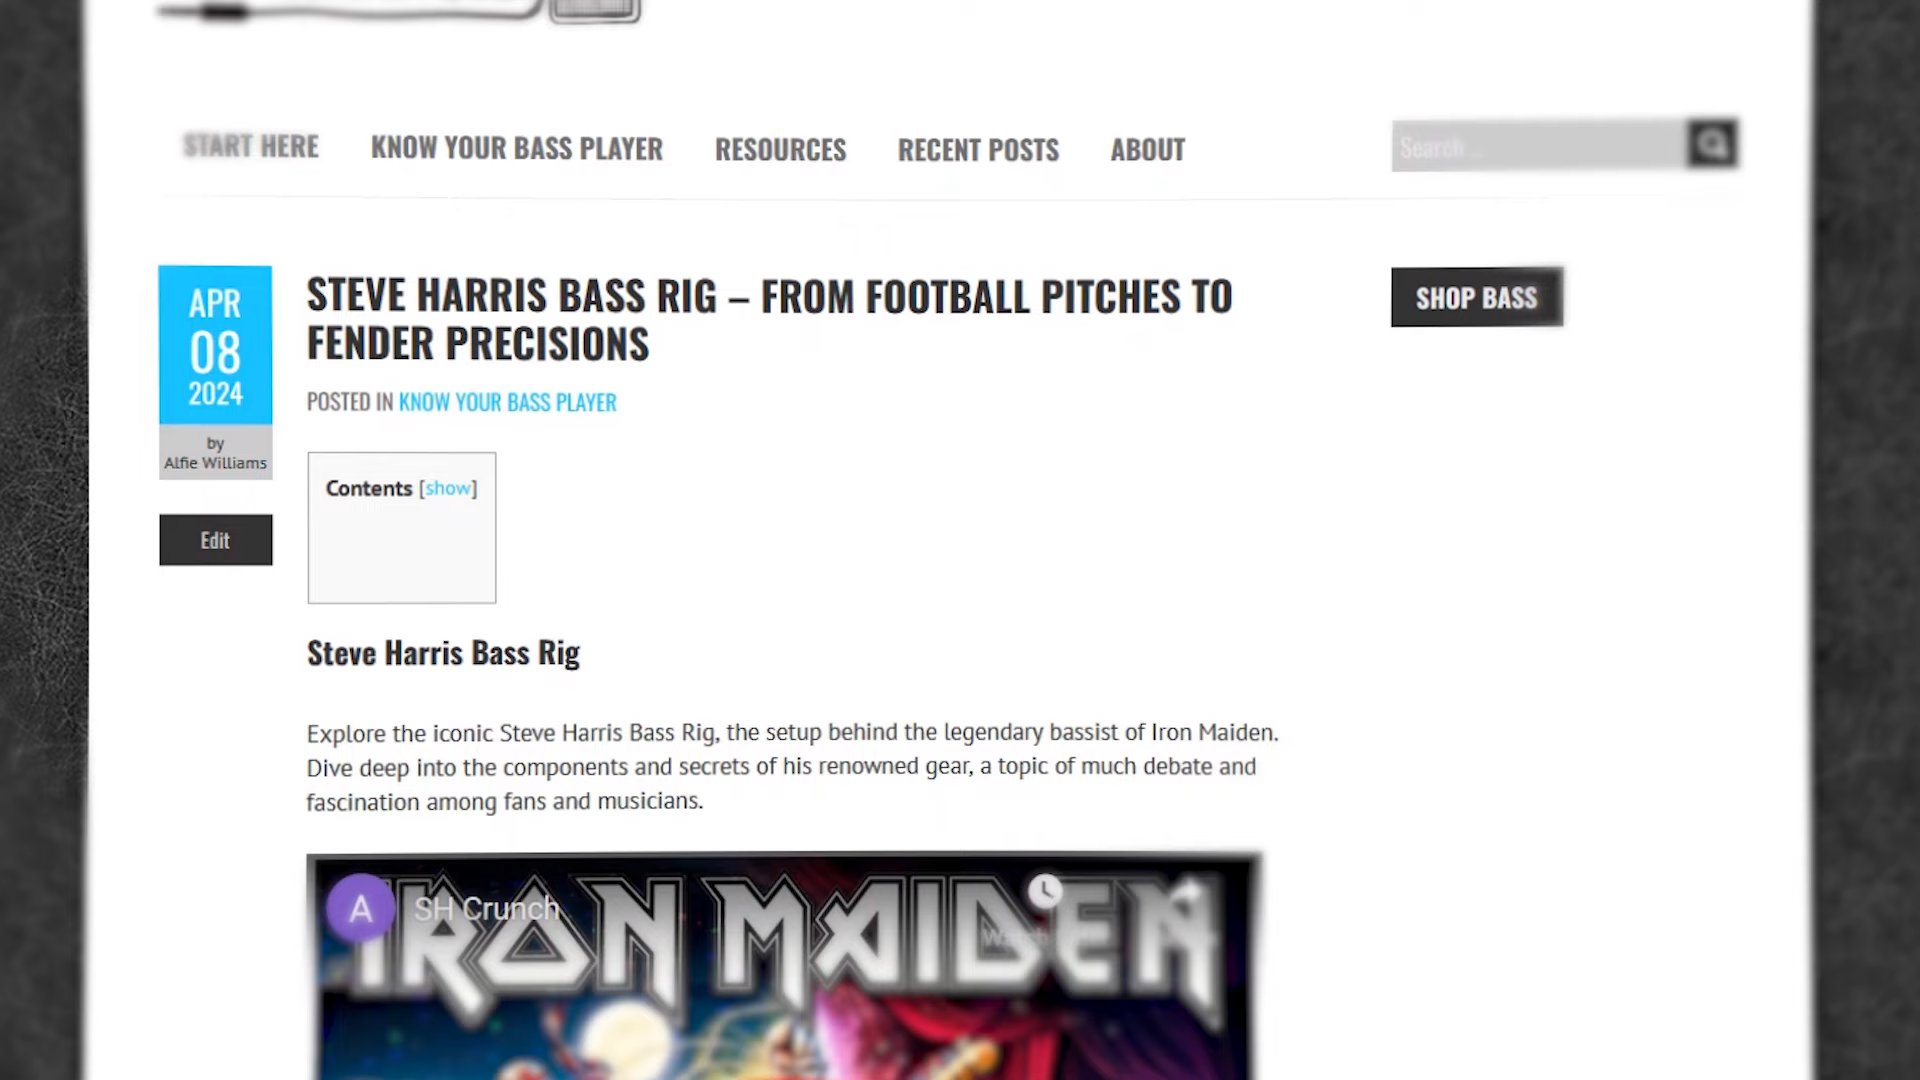 START HERE
KNOW YOUR BASS PLAYER
RESOURCES
RECENT POSTS
ABOUT
Search ...
APR
08
2024
by
Alfie Williams
Edit
STEVE HARRIS BASS RIG – FROM FOOTBALL PITCHES TO
FENDER PRECISIONS
POSTED IN KNOW YOUR BASS PLAYER
SHOP BASS
Contents [show]
Steve Harris Bass Rig
Explore the iconic Steve Harris Bass Rig, the setup behind the legendary bassist of Iron Maiden.
Dive deep into the components and secrets of his renowned gear, a topic of much debate and
fascination among fans and musicians.
A
SH Crunch
IRON MAIDEN